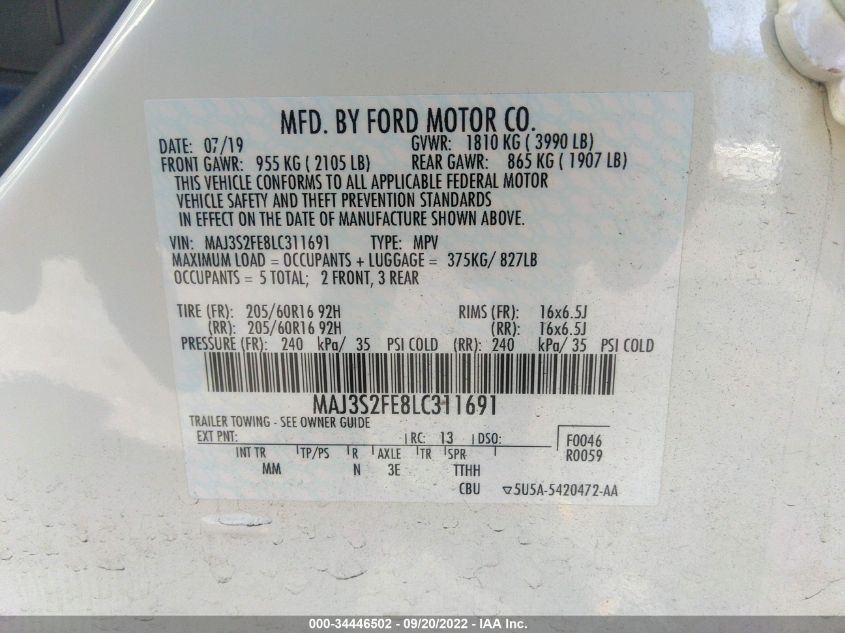 MFD. BY FORD MOTOR CO.
DATE: 07/19 GVWR: 1810 KG ( 3990 LB)
FRONT GAWR: 955 KG ( 2105 LB) REAR GAWR: 865 KG ( 1907 LB)
THIS VEHICLE CONFORMS TO ALL APPLICABLE FEDERAL MOTOR
VEHICLE SAFETY AND THEFT PREVENTION STANDARDS
IN EFFECT ON THE DATE OF MANUFACTURE SHOWN ABOVE.
VIN: MAJ3S2FE8LC311691 TYPE: MPV
MAXIMUM LOAD = OCCUPANTS + LUGGAGE = 375KG/ 827LB
OCCUPANTS = 5 TOTAL; 2 FRONT, 3 REAR
TIRE (FR): 205/60R16 92H RIMS (FR): 16x6.5J
(RR): 205/60R16 92H (RR): 16x6.5J
PRESSURE (FR): 240 kPa/ 35 PSI COLD (RR): 240 kPa/ 35 PSI COLD
MAJ3S2FE8LC311691
TRAILER TOWING - SEE OWNER GUIDE
EXT PNT: RC: 13 DSO: F0046
R0059
INT TR TP/PS R AXLE TR SPR
MM N 3E TTHH
CBU ▽5U5A-5420472-AA
000-34446502 - 09/20/2022 - IAA Inc.